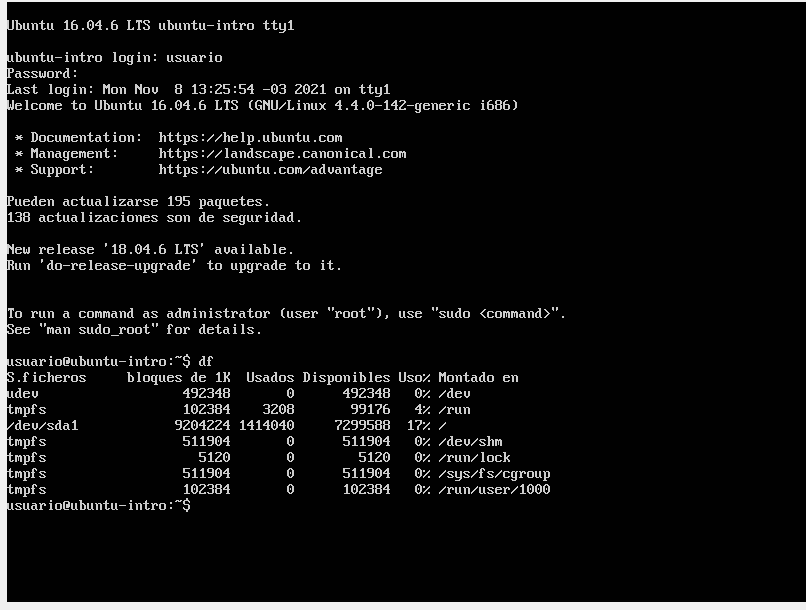 Ubuntu 16.04.6 LTS ubuntu-intro tty1
ubuntu-intro login: usuario
Password:
Last login: Mon Nov  8 13:25:54 -03 2021 on tty1
Welcome to Ubuntu 16.04.6 LTS (GNU/Linux 4.4.0-142-generic i686)
 * Documentation:  https://help.ubuntu.com
 * Management:     https://landscape.canonical.com
 * Support:        https://ubuntu.com/advantage
Pueden actualizarse 195 paquetes.
138 actualizaciones son de seguridad.
New release '18.04.6 LTS' available.
Run 'do-release-upgrade' to upgrade to it.
To run a command as administrator (user "root"), use "sudo <command>".
See "man sudo_root" for details.
usuario@ubuntu-intro:~$ df
S.ficheros     bloques de 1K  Usados Disponibles Uso% Montado en
udev                  492348       0      492348   0% /dev
tmpfs                 102384    3208       99176   4% /run
/dev/sda1            9204224 1414040     7299588  17% /
tmpfs                 511904       0      511904   0% /dev/shm
tmpfs                   5120       0        5120   0% /run/lock
tmpfs                 511904       0      511904   0% /sys/fs/cgroup
tmpfs                 102384       0      102384   0% /run/user/1000
usuario@ubuntu-intro:~$